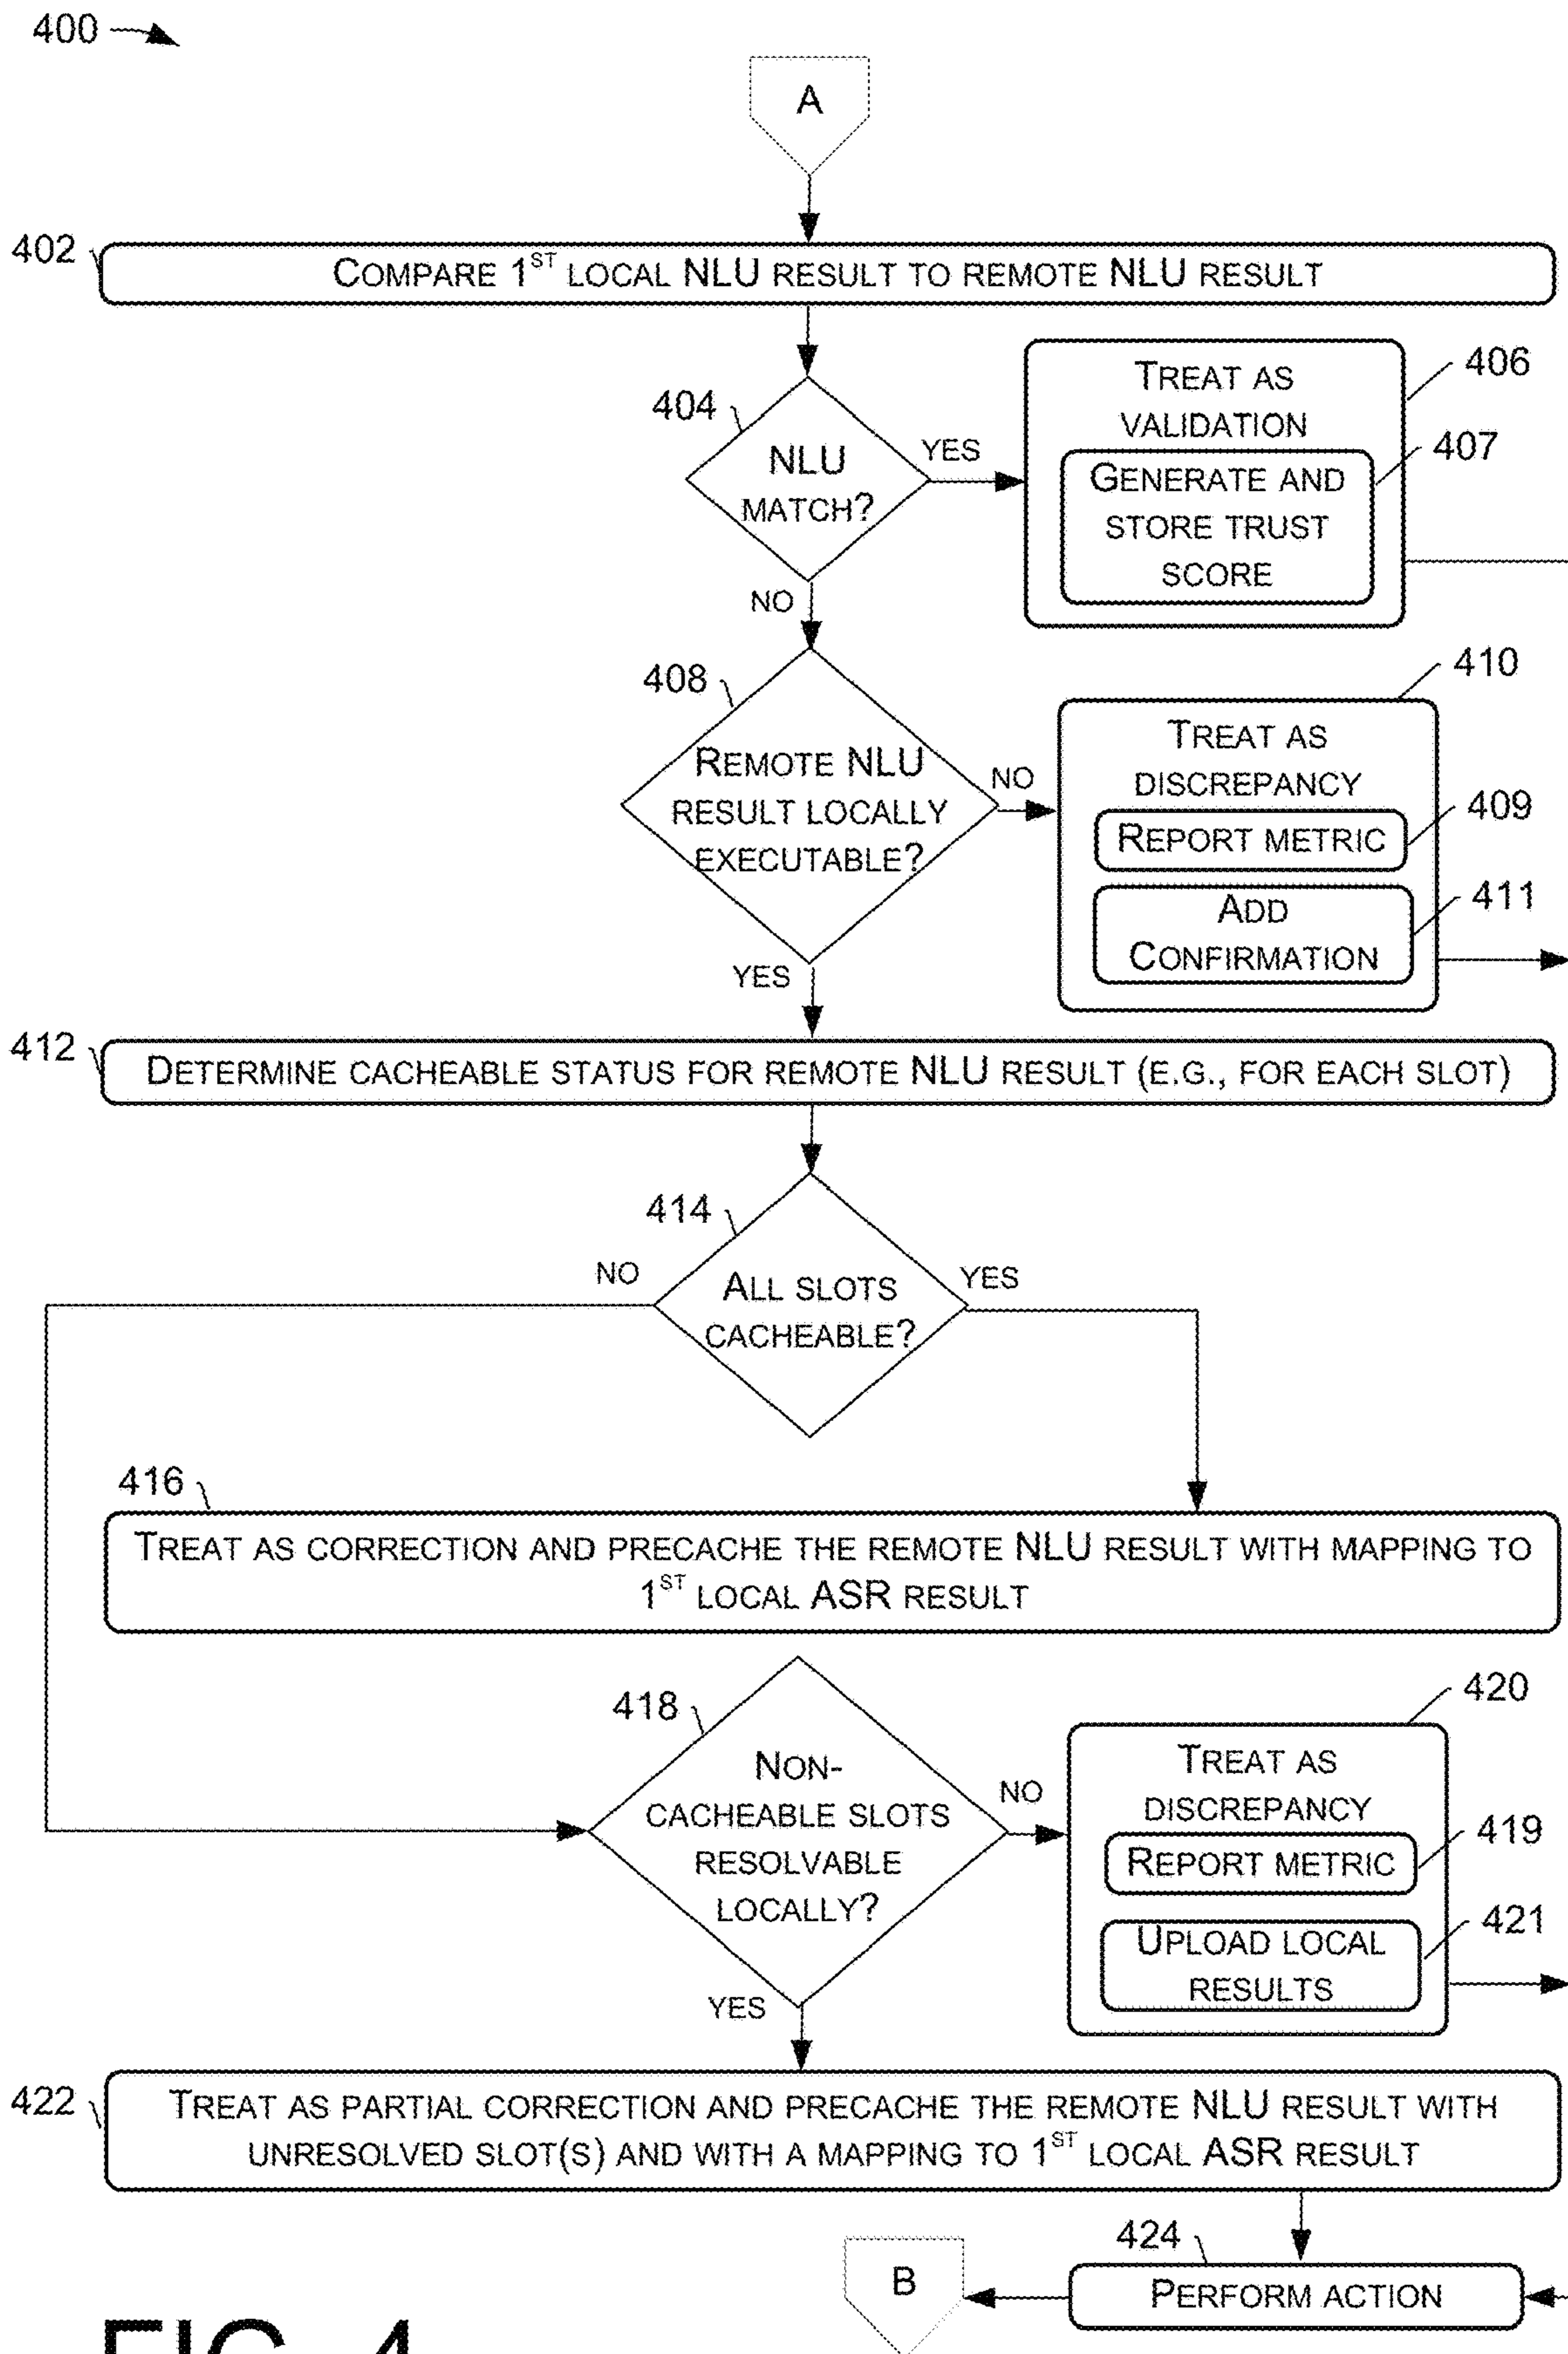 400
A
402
COMPARE 1ST LOCAL NLU RESULT TO REMOTE NLU RESULT
404
NLU
MATCH?
YES
NO
TREAT AS
VALIDATION
406
407
GENERATE AND
STORE TRUST
SCORE
408
REMOTE NLU
RESULT LOCALLY
EXECUTABLE?
NO
YES
410
TREAT AS
DISCREPANCY
409
REPORT METRIC
411
ADD
CONFIRMATION
412
DETERMINE CACHEABLE STATUS FOR REMOTE NLU RESULT (E.G., FOR EACH SLOT)
414
NO
YES
ALL SLOTS
CACHEABLE?
416
TREAT AS CORRECTION AND PRECACHE THE REMOTE NLU RESULT WITH MAPPING TO
1ST LOCAL ASR RESULT
418
NON-
CACHEABLE SLOTS
RESOLVABLE
LOCALLY?
NO
YES
420
TREAT AS
DISCREPANCY
419
REPORT METRIC
421
UPLOAD LOCAL
RESULTS
422
TREAT AS PARTIAL CORRECTION AND PRECACHE THE REMOTE NLU RESULT WITH
UNRESOLVED SLOT(S) AND WITH A MAPPING TO 1ST LOCAL ASR RESULT
424
PERFORM ACTION
B
FIG. 4